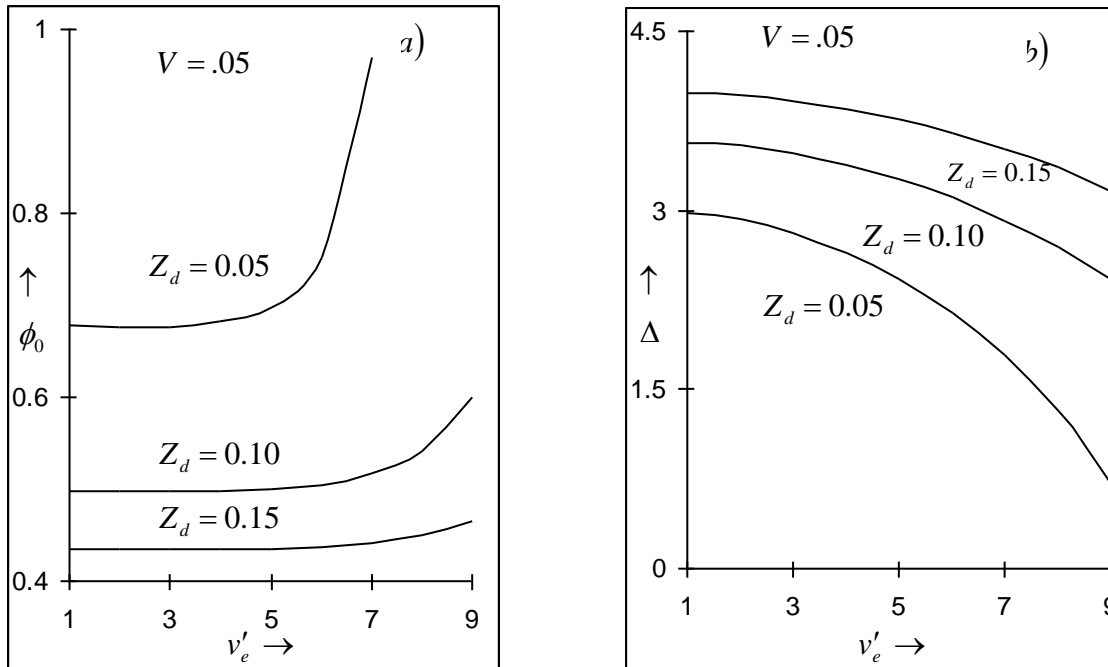 1
a)
V = .05
0.8
Z_d = 0.05
↑
ϕ_0
0.6
Z_d = 0.10
Z_d = 0.15
0.4
1 3 5 7 9
v′_e →
4.5
V = .05
b)
Z_d = 0.15
3
Z_d = 0.10
↑
Δ
Z_d = 0.05
1.5
0
1 3 5 7 9
v′_e →